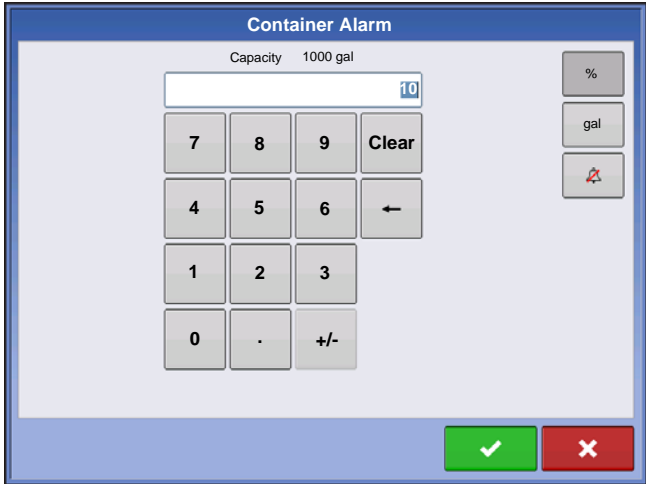 Container Alarm
Capacity 1000 gal
10
%
7 8 9 Clear
gal
4 5 6 ←
1 2 3
0 . +/-